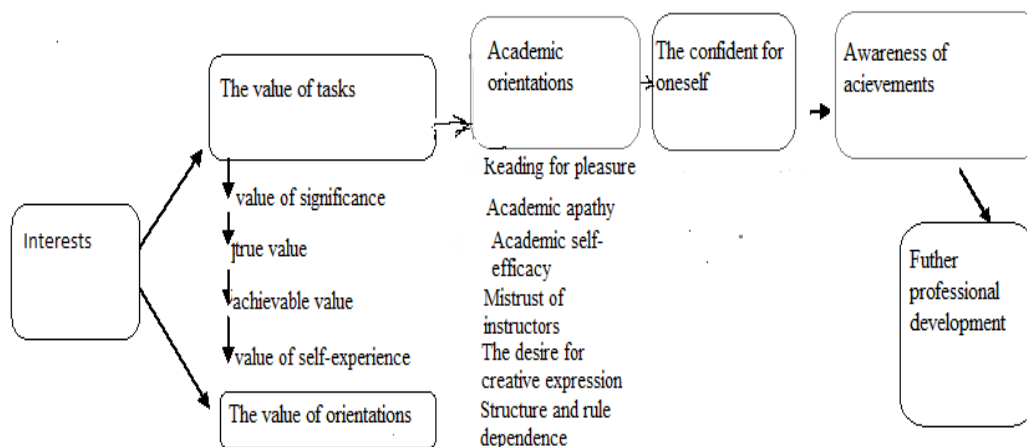 Interests
The value of tasks
value of significance
true value
achievable value
value of self-experience
The value of orientations
Academic
orientations
Reading for pleasure
Academic apathy
Academic self-
efficacy
Mistrust of
instructors
The desire for
creative expression
Structure and rule
dependence
The confident for
oneself
Awareness of
acievements
Futher
professional
development